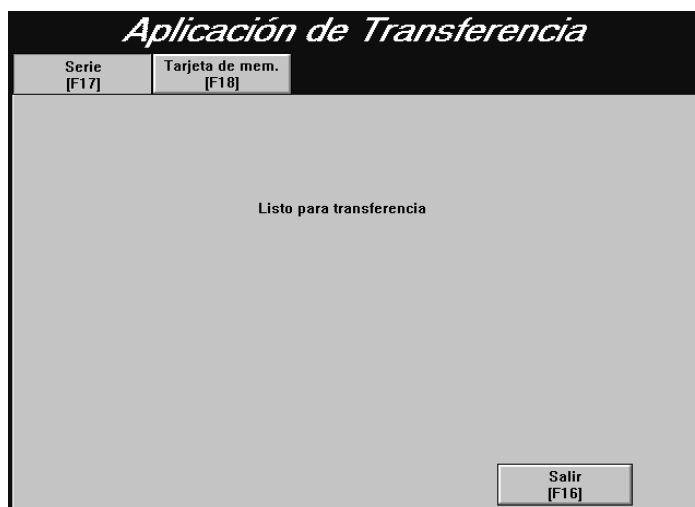 Aplicación de Transferencia
Serie
[F17]
Tarjeta de mem.
[F18]
Listo para transferencia
Salir
[F16]